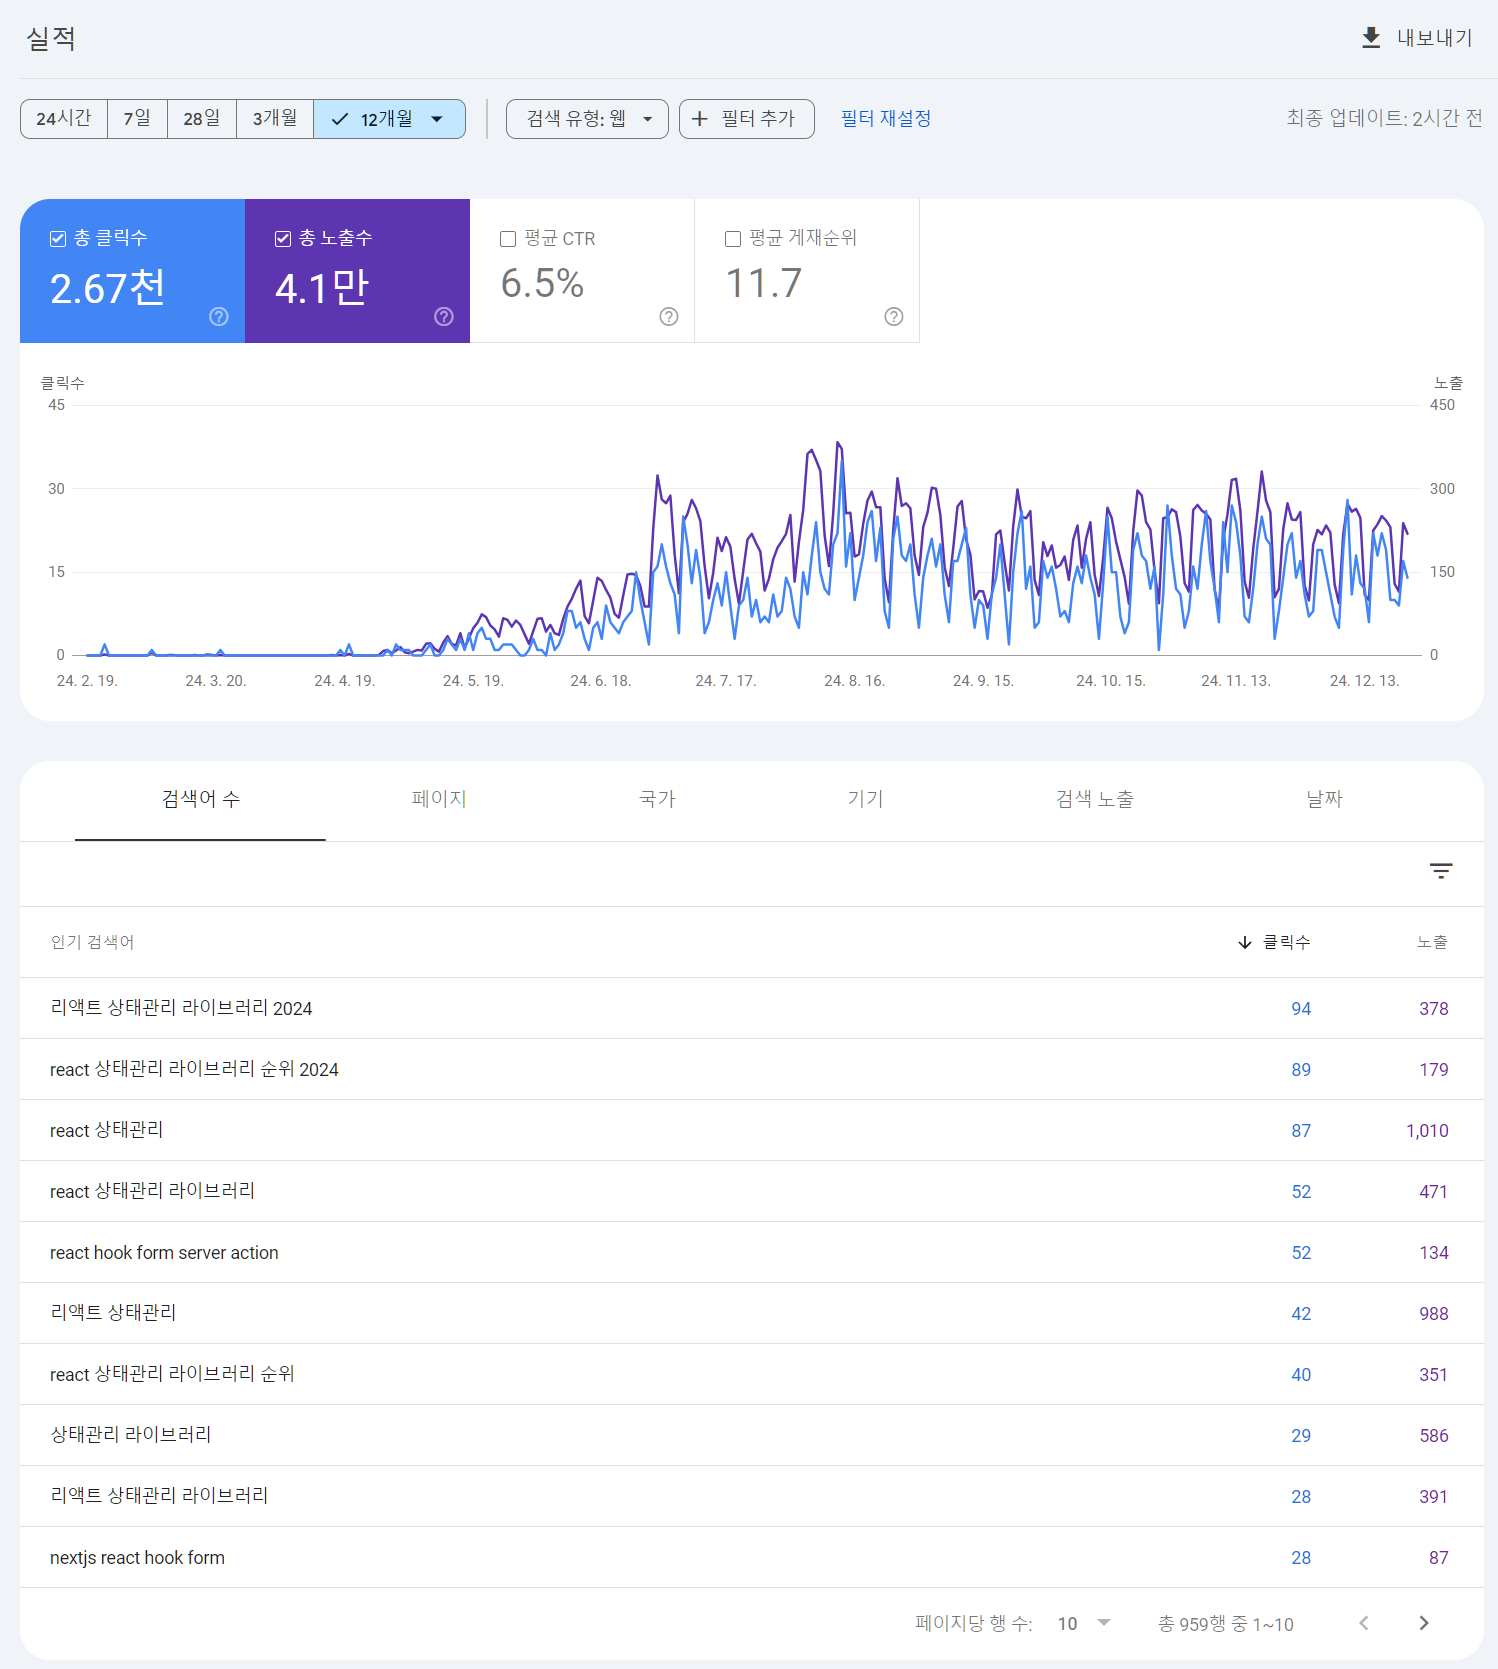 실적
내보내기
24시간 7일 28일 3개월 12개월 검색 유형: 웹 필터 추가 필터 재설정 최종 업데이트: 2시간 전
총 클릭수 총 노출수 평균 CTR 평균 게재순위
2.67천 4.1만 6.5% 11.7
클릭수 노출
45 450
30 300
15 150
0 0
24. 2. 19. 24. 3. 20. 24. 4. 19. 24. 5. 19. 24. 6. 18. 24. 7. 17. 24. 8. 16. 24. 9. 15. 24. 10. 15. 24. 11. 13. 24. 12. 13.
검색어 수 페이지 국가 기기 검색 노출 날짜
인기 검색어 클릭수 노출
리액트 상태관리 라이브러리 2024 94 378
react 상태관리 라이브러리 순위 2024 89 179
react 상태관리 87 1,010
react 상태관리 라이브러리 52 471
react hook form server action 52 134
리액트 상태관리 42 988
react 상태관리 라이브러리 순위 40 351
상태관리 라이브러리 29 586
리액트 상태관리 라이브러리 28 391
nextjs react hook form 28 87
페이지당 행 수: 10 총 959행 중 1~10